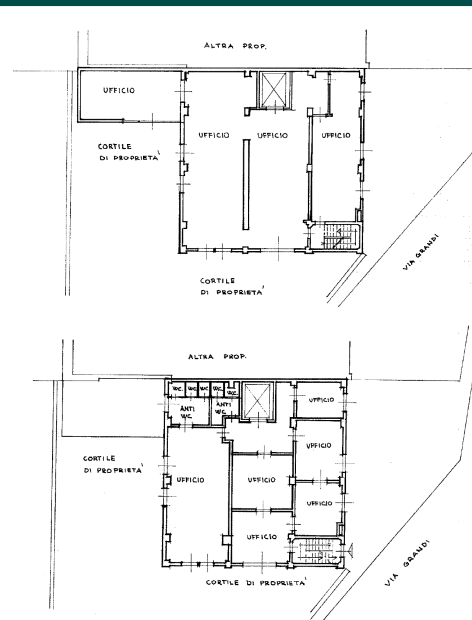 ALTRA PROP.
UFFICIO
UFFICIO UFFICIO UFFICIO
CORTILE
DI PROPRIETA'
VIA GRANDI
CORTILE
DI PROPRIETA'
ALTRA PROP.
WC. WC WC WC WC
UFFICIO
ANTI
WC.
ANTI
WC.
UFFICIO
CORTILE
DI PROPRIETA'
UFFICIO
UFFICIO
UFFICIO
UFFICIO
VIA GRANDI
CORTILE DI PROPRIETA'